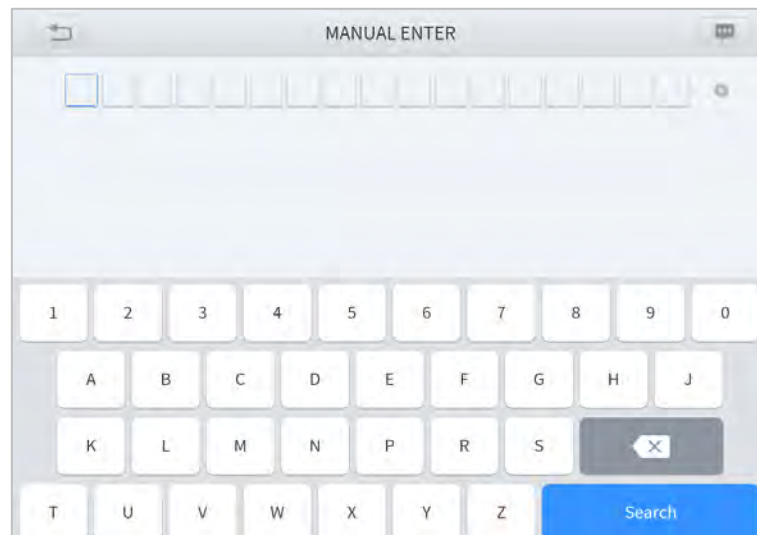 MANUAL ENTER
1 2 3 4 5 6 7 8 9 0
A B C D E F G H J
K L M N P R S
T U V W X Y Z Search